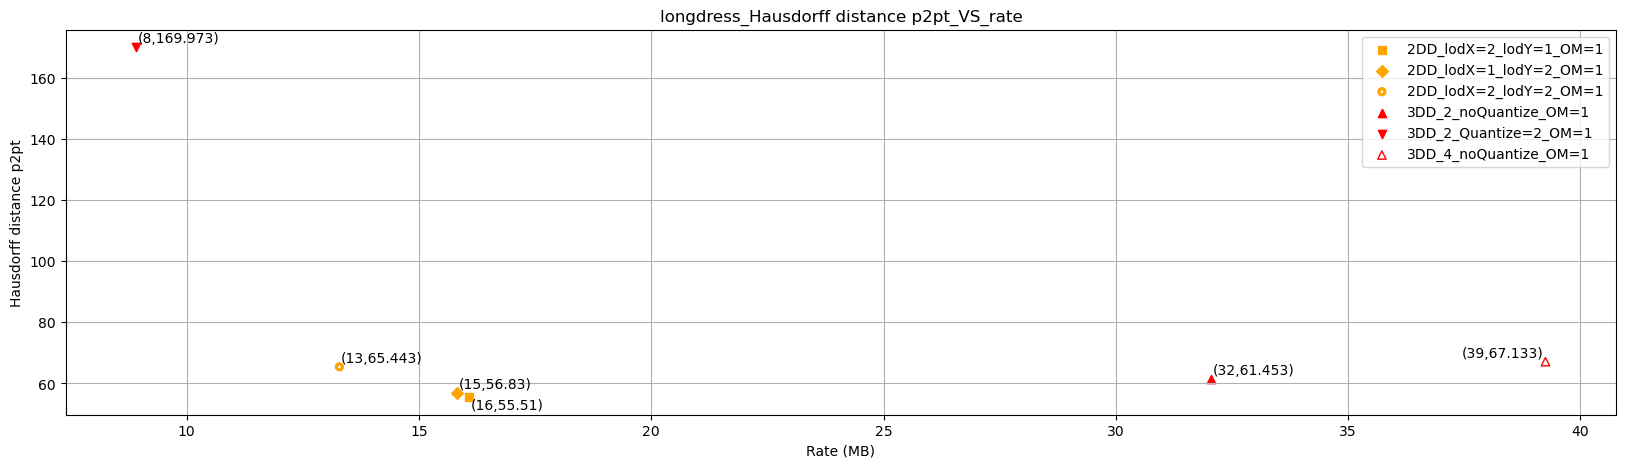 longdress_Hausdorff distance p2pt_VS_rate
(8,169.973)
2DD_lodX=2_lodY=1_OM=1
2DD_lodX=1_lodY=2_OM=1
2DD_lodX=2_lodY=2_OM=1
3DD_2_noQuantize_OM=1
3DD_2_Quantize=2_OM=1
3DD_4_noQuantize_OM=1
160
140
120
100
80
60
Hausdorff distance p2pt
(13,65.443)
(15,56.83)
(16,55.51)
(32,61.453)
(39,67.133)
10
15
20
25
30
35
40
Rate (MB)